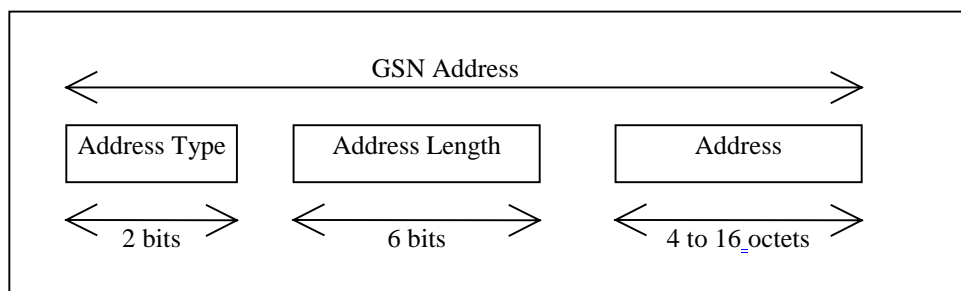 GSN Address
Address Type Address Length Address
2 bits 6 bits 4 to 16 octets